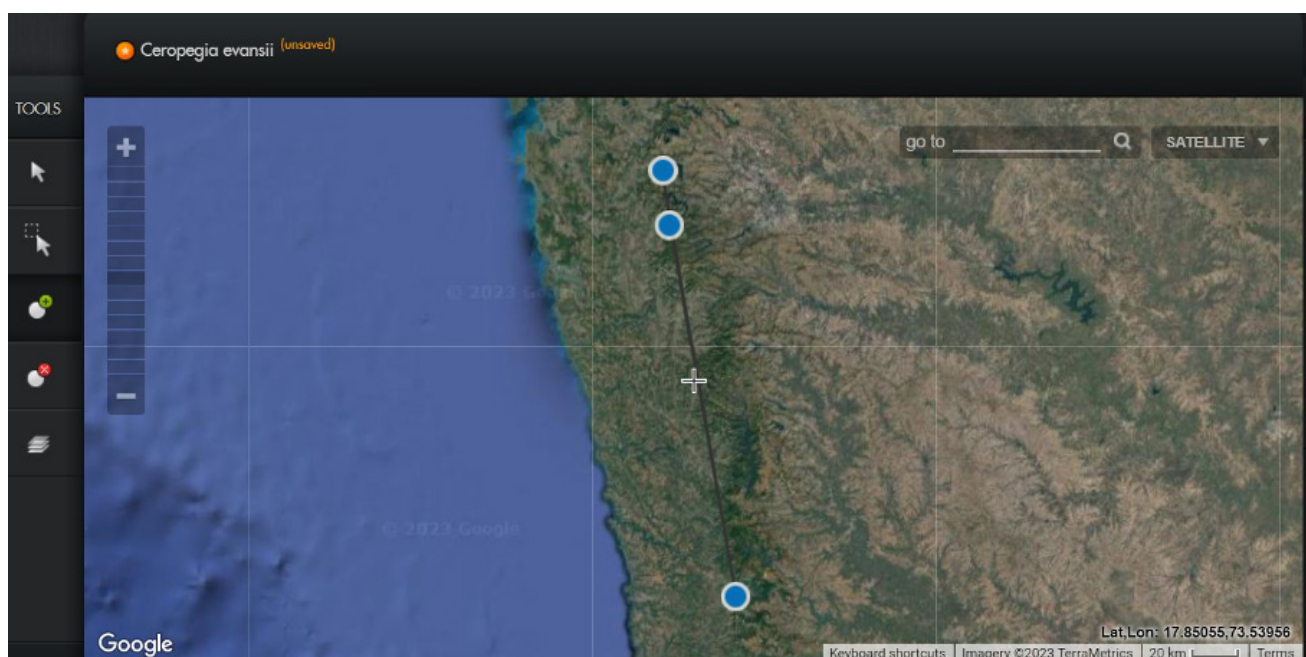 Ceropegia evansii (unsaved)
TOOLS
go to
SATELLITE
© 2023 Google
© 2023 Google
Lat,Lon: 17.85055,73.53956
Google
Keyboard shortcuts Imagery ©2023 TerraMetrics 20 km Terms